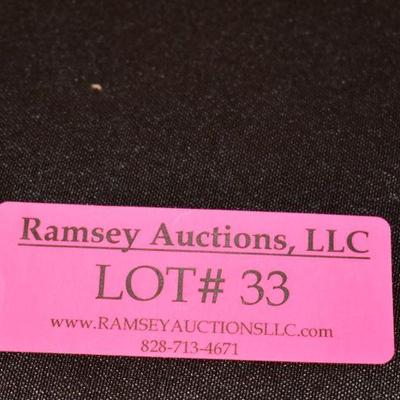 Ramsey Auctions, LLC
LOT# 33
www.RAMSEYAUCTIONSLLC.com
828-713-4671